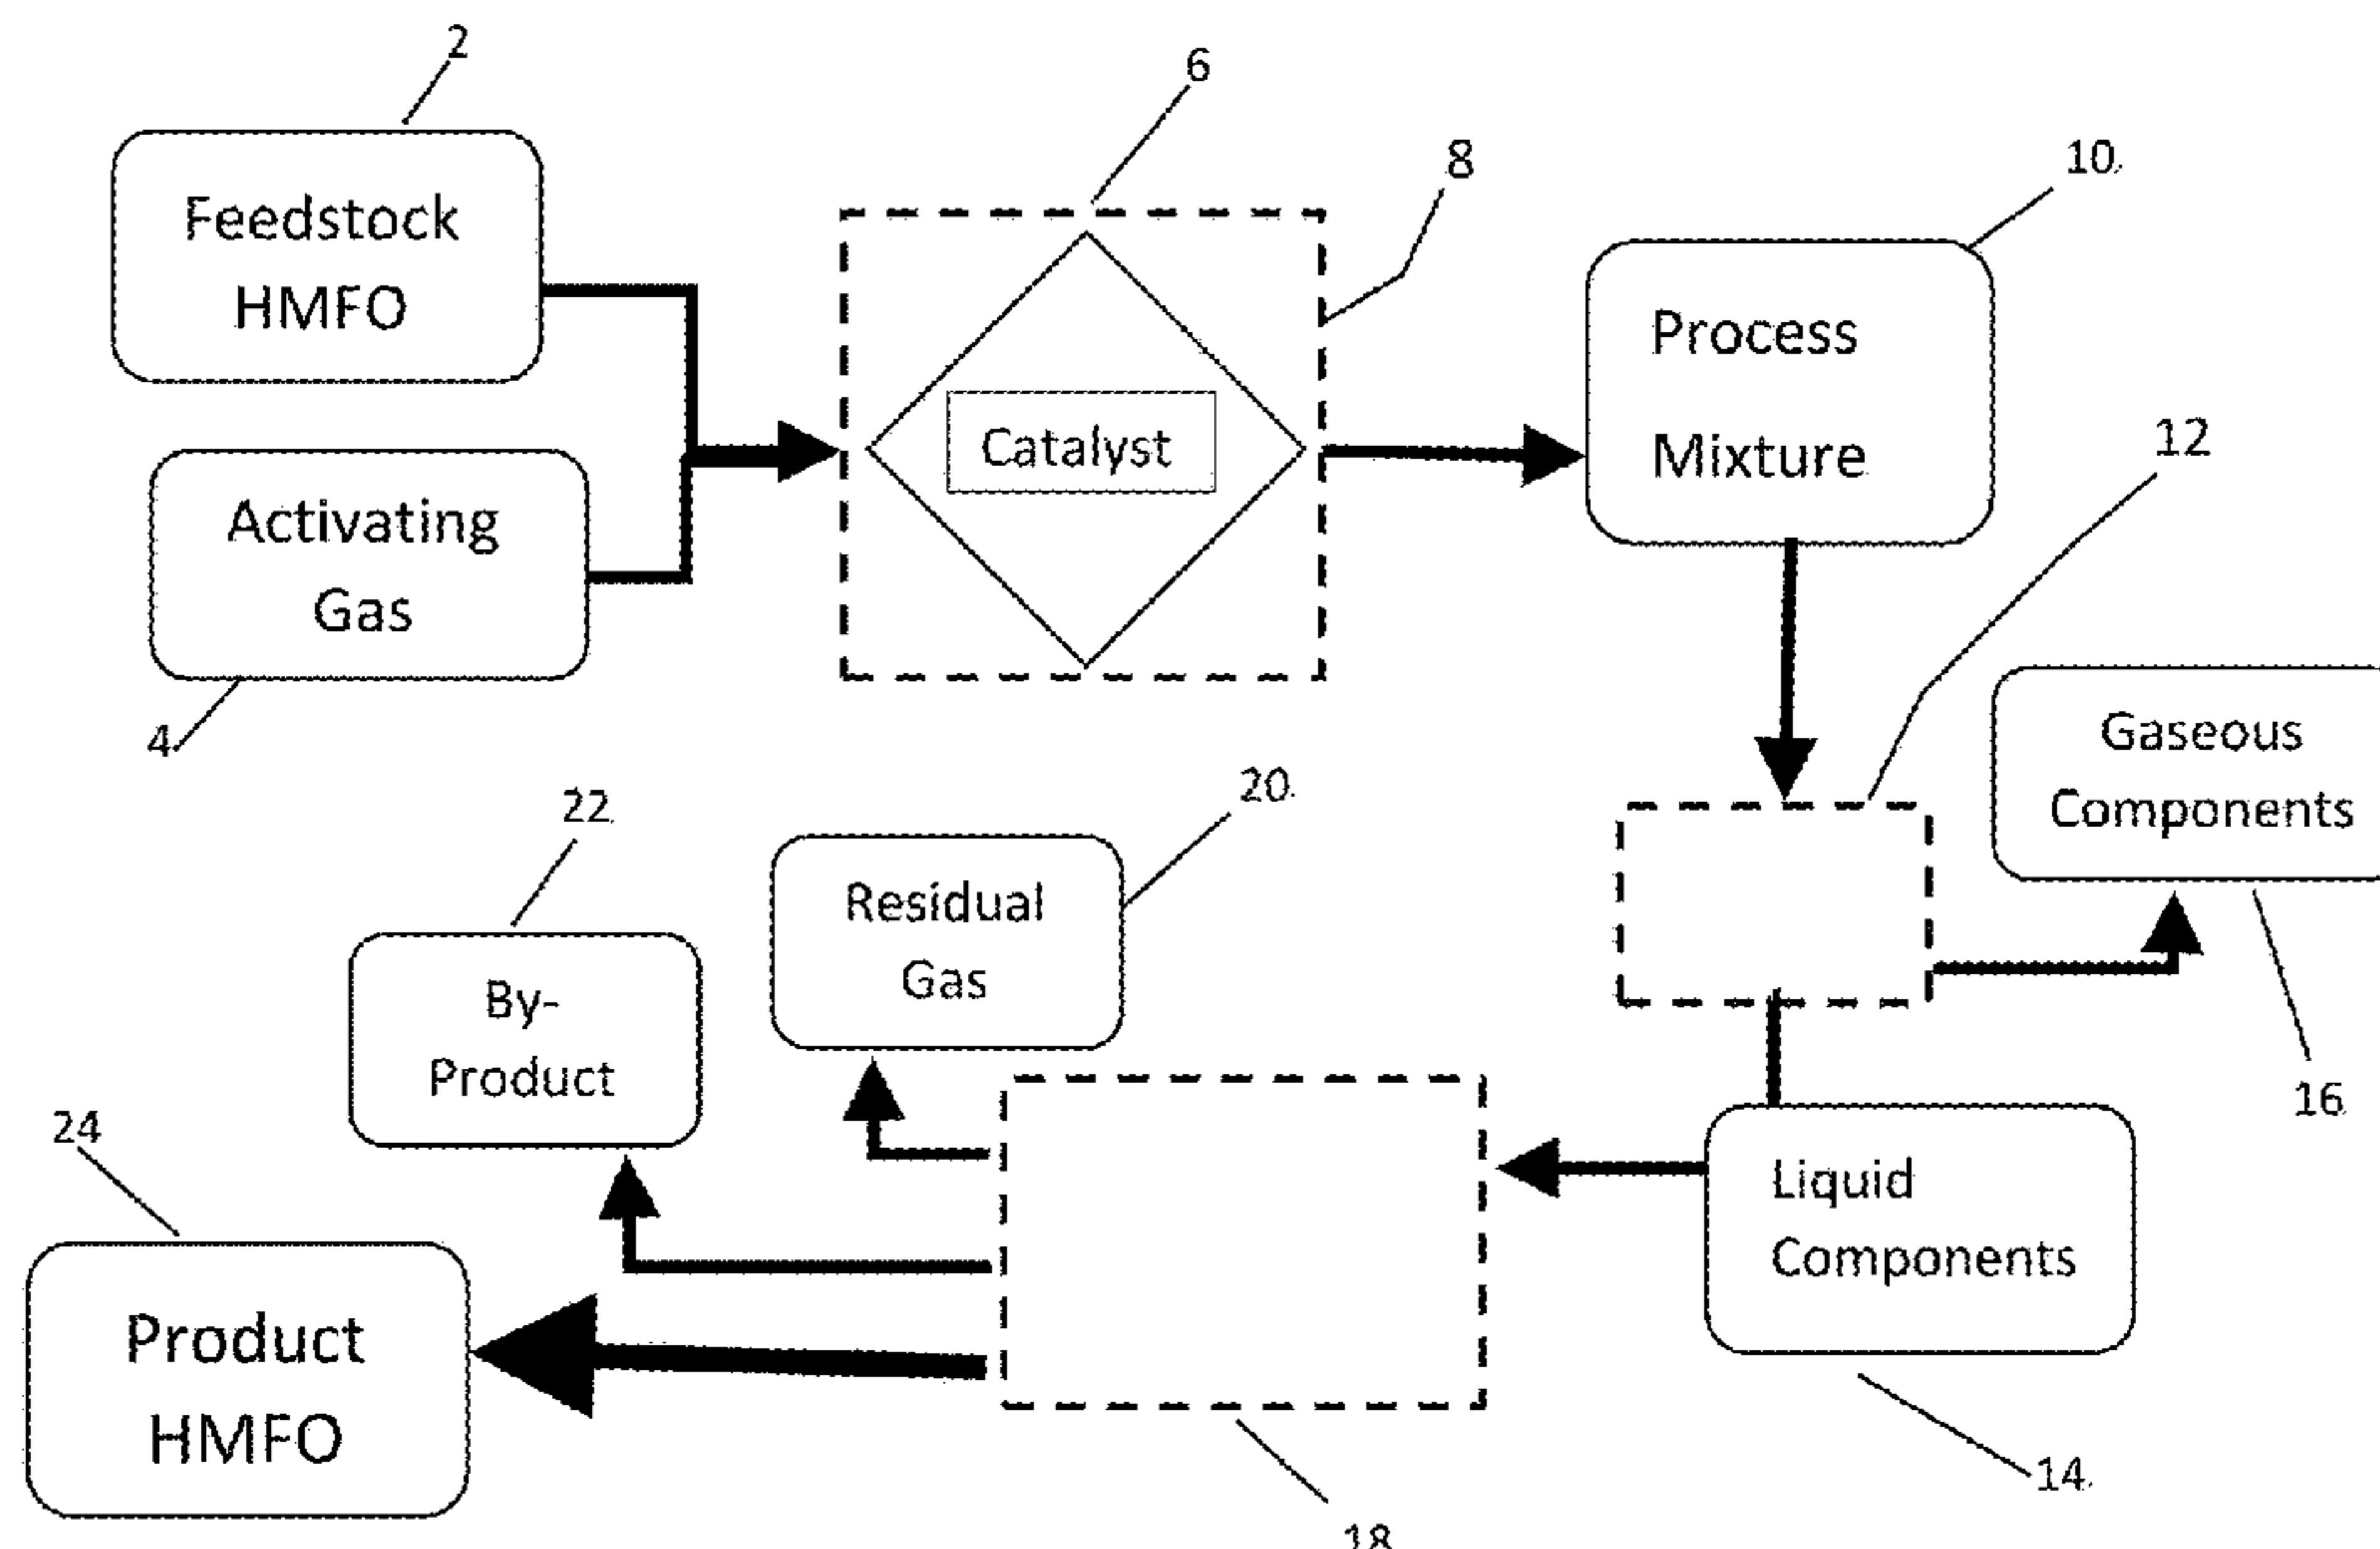 2
6
8
10
Feedstock
HMFO
Process
Mixture
Catalyst
12
Activating
Gas
4
Gaseous
Components
22
20
Residual
Gas
By-
Product
16
24
Liquid
Components
Product
HMFO
14
18